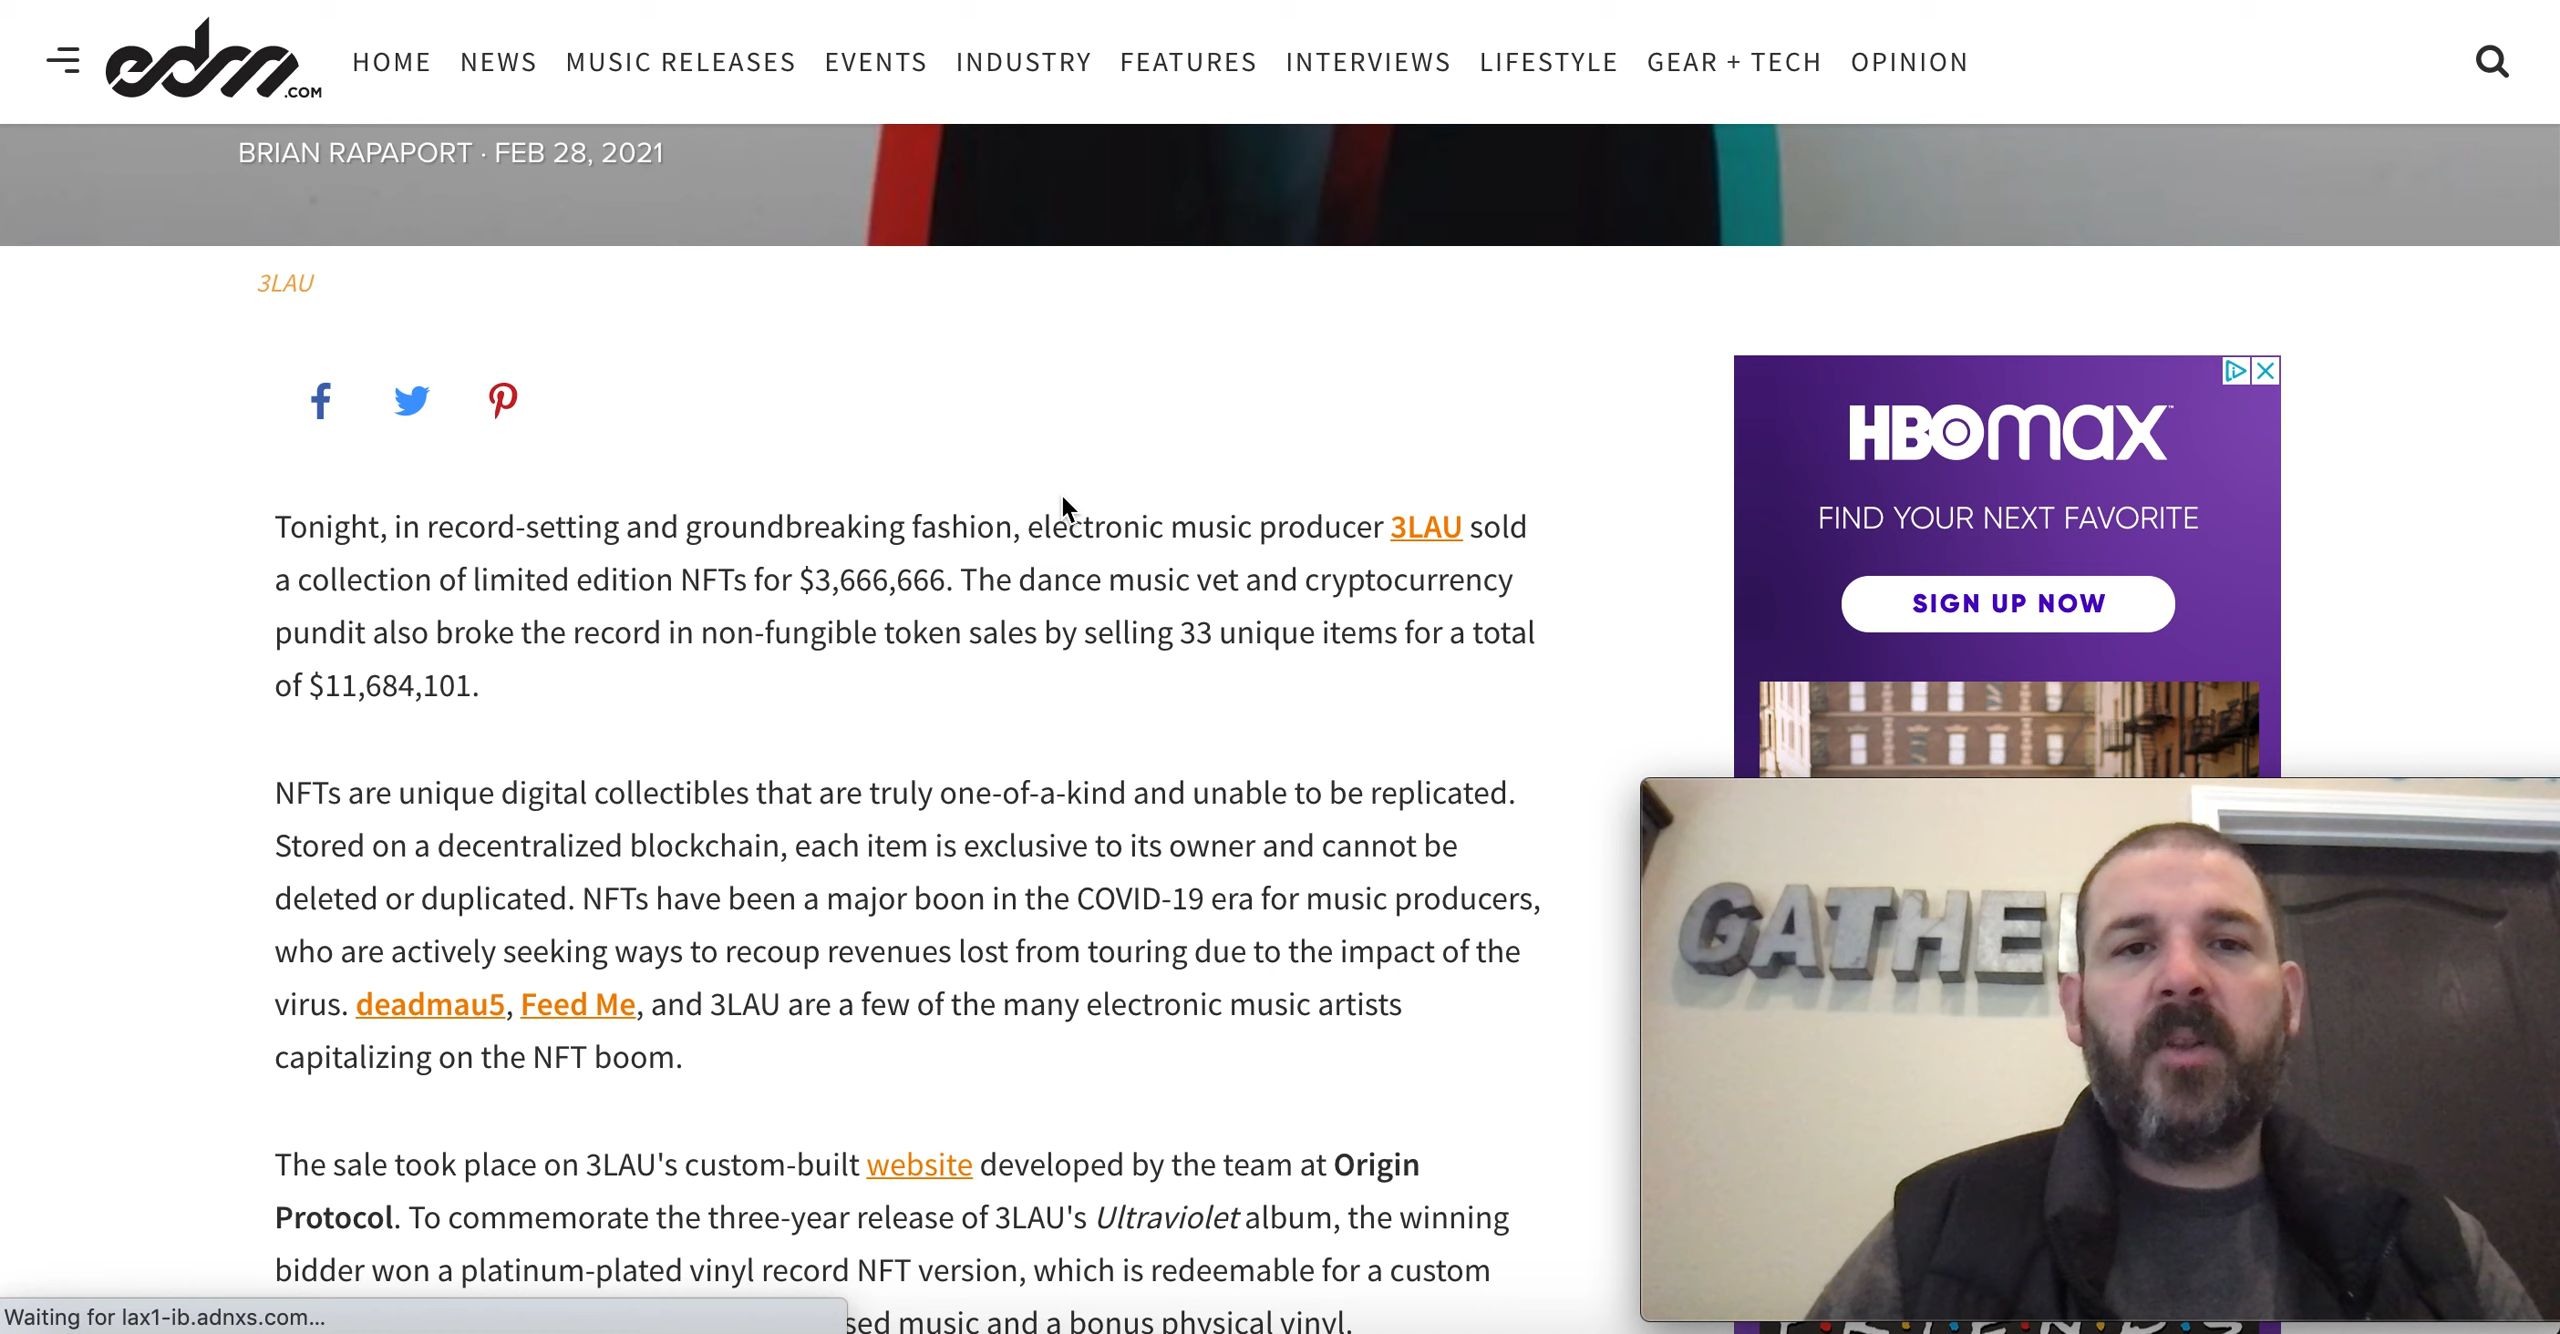 edm.COM HOME NEWS MUSIC RELEASES EVENTS INDUSTRY FEATURES INTERVIEWS LIFESTYLE GEAR + TECH OPINION
BRIAN RAPAPORT · FEB 28, 2021
3LAU
Tonight, in record-setting and groundbreaking fashion, electronic music producer 3LAU sold
a collection of limited edition NFTs for $3,666,666. The dance music vet and cryptocurrency
pundit also broke the record in non-fungible token sales by selling 33 unique items for a total
of $11,684,101.
NFTs are unique digital collectibles that are truly one-of-a-kind and unable to be replicated.
Stored on a decentralized blockchain, each item is exclusive to its owner and cannot be
deleted or duplicated. NFTs have been a major boon in the COVID-19 era for music producers,
who are actively seeking ways to recoup revenues lost from touring due to the impact of the
virus. deadmau5, Feed Me, and 3LAU are a few of the many electronic music artists
capitalizing on the NFT boom.
The sale took place on 3LAU's custom-built website developed by the team at Origin
Protocol. To commemorate the three-year release of 3LAU's Ultraviolet album, the winning
bidder won a platinum-plated vinyl record NFT version, which is redeemable for a custom
sed music and a bonus physical vinyl.
Waiting for lax1-ib.adnxs.com...
HBOmax
FIND YOUR NEXT FAVORITE
SIGN UP NOW
GATHE
F·R·I·E·N·D·S